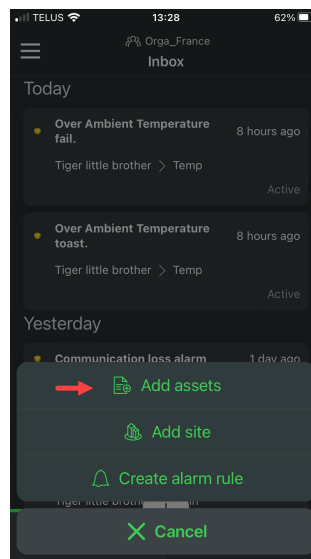 TELUS 13:28 62%
Orga_France
Inbox
Today
Over Ambient Temperature
fail.
8 hours ago
Tiger little brother > Temp
Active
Over Ambient Temperature
toast.
8 hours ago
Tiger little brother > Temp
Active
Yesterday
Communication loss alarm 1 day ago
Add assets
Add site
Create alarm rule
Tiger little
Cancel